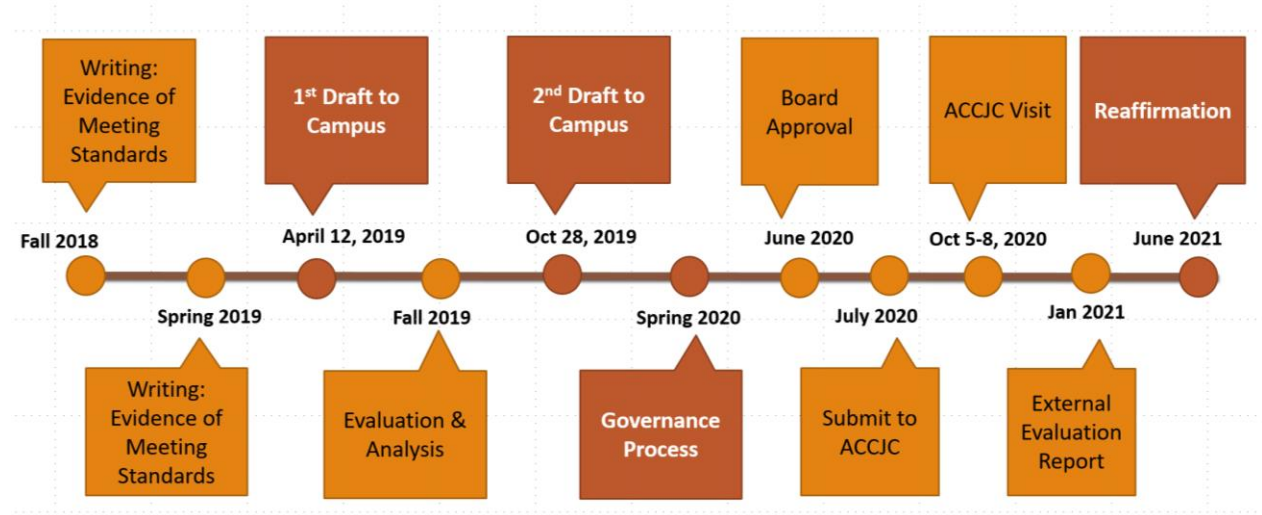 Writing:
Evidence of
Meeting
Standards
1st Draft to
Campus
2nd Draft to
Campus
Board
Approval
ACCJC Visit
Reaffirmation
Fall 2018
April 12, 2019
Oct 28, 2019
June 2020
Oct 5-8, 2020
June 2021
Spring 2019
Fall 2019
Spring 2020
July 2020
Jan 2021
Writing:
Evidence of
Meeting
Standards
Evaluation &
Analysis
Governance
Process
Submit to
ACCJC
External
Evaluation
Report